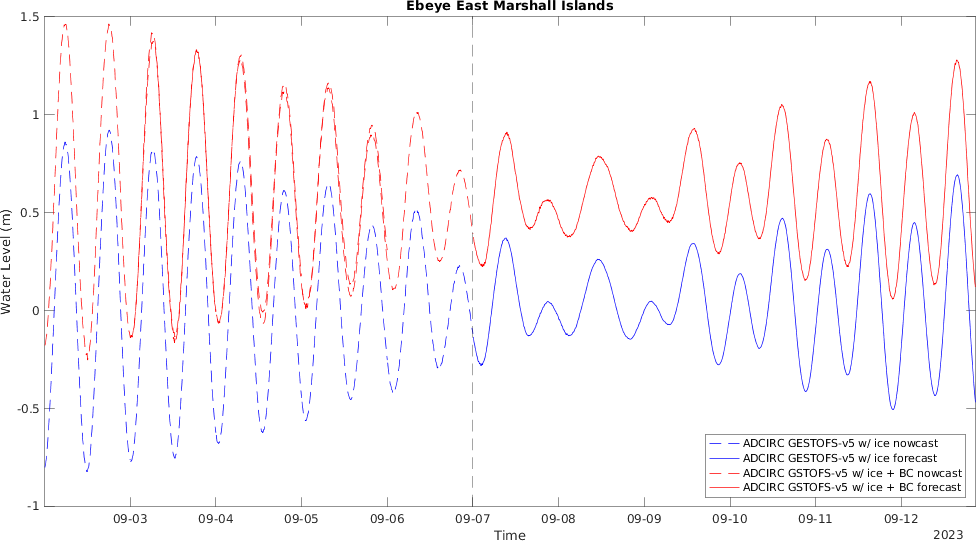 Ebeye East Marshall Islands
1.5
1
0.5
0
-0.5
-1
Water Level (m)
09-03 09-04 09-05 09-06 09-07 09-08 09-09 09-10 09-11 09-12
Time
2023
ADCIRC GESTOFS-v5 w/ ice nowcast
ADCIRC GESTOFS-v5 w/ ice forecast
ADCIRC GSTOFS-v5 w/ ice + BC nowcast
ADCIRC GSTOFS-v5 w/ ice + BC forecast